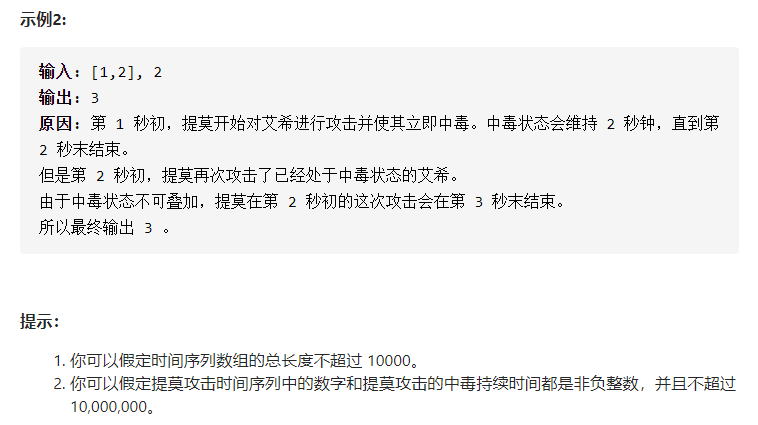 示例2:
输入: [1,2], 2
输出: 3
原因: 第 1 秒初，提莫开始对艾希进行攻击并使其立即中毒。中毒状态会维持 2 秒钟，直到第
2 秒末结束。
但是第 2 秒初，提莫再次攻击了已经处于中毒状态的艾希。
由于中毒状态不可叠加，提莫在第 2 秒初的这次攻击会在第 3 秒末结束。
所以最终输出 3 。
提示：
1. 你可以假定时间序列数组的总长度不超过 10000。
2. 你可以假定提莫攻击时间序列中的数字和提莫攻击的中毒持续时间都是非负整数，并且不超过
10,000,000。